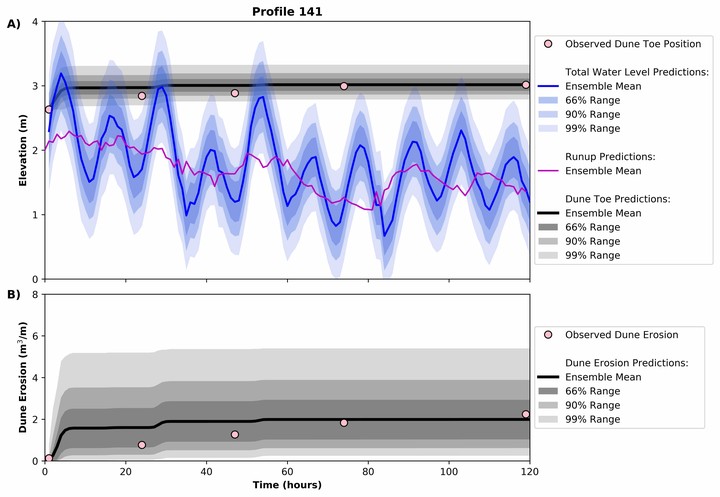 Profile 141
A)
4
3
2
1
0
Elevation (m)
Observed Dune Toe Position
Total Water Level Predictions:
Ensemble Mean
66% Range
90% Range
99% Range
Runup Predictions:
Ensemble Mean
Dune Toe Predictions:
Ensemble Mean
66% Range
90% Range
99% Range
B)
8
6
4
2
0
Dune Erosion (m³/m)
0 20 40 60 80 100 120
Time (hours)
Observed Dune Erosion
Dune Erosion Predictions:
Ensemble Mean
66% Range
90% Range
99% Range